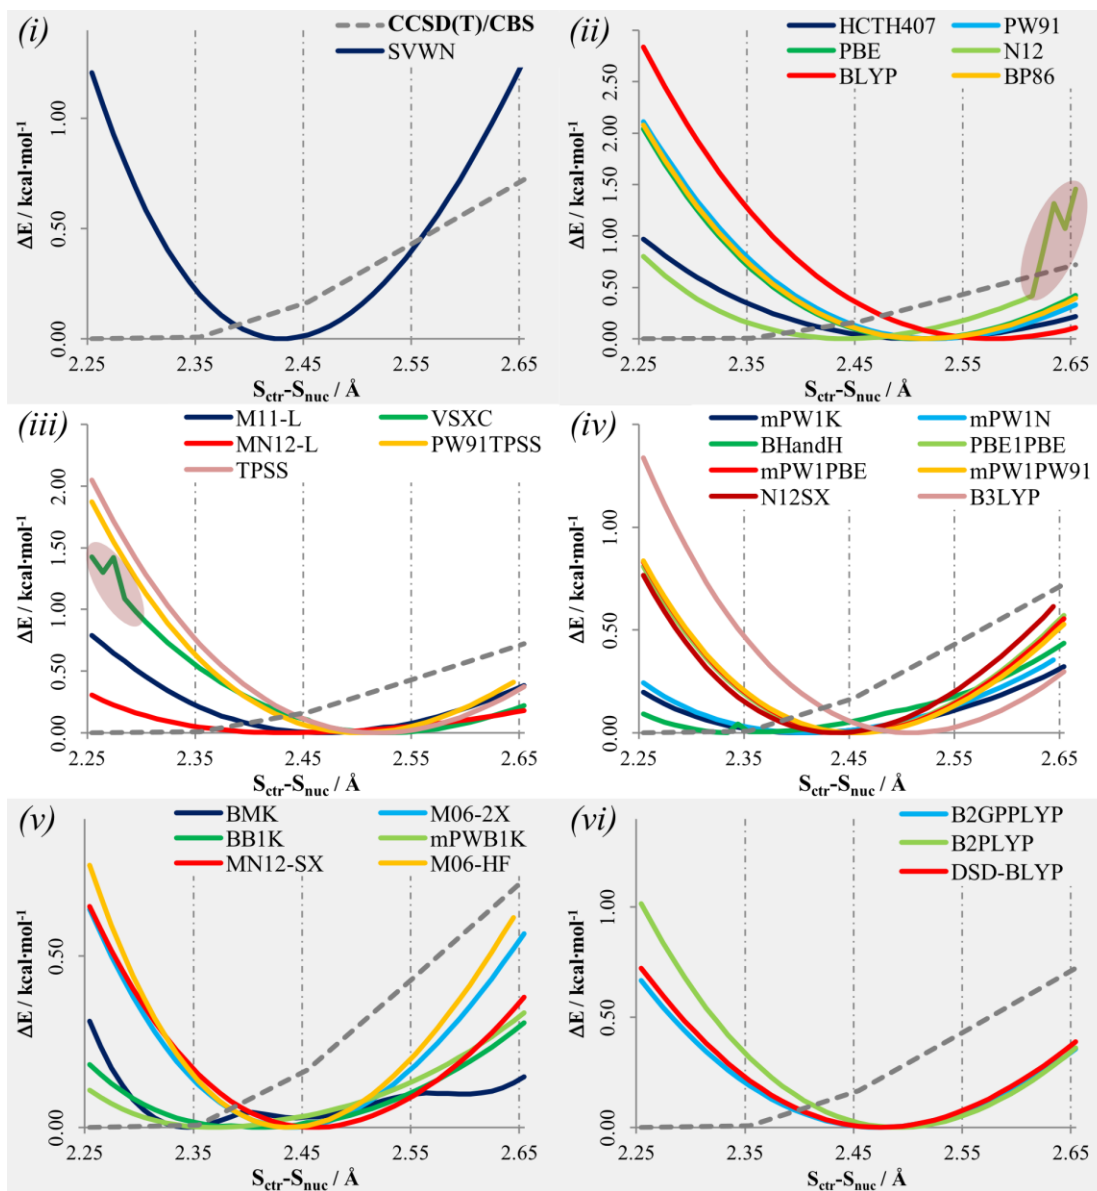 (i)
CCSD(T)/CBS
SVWN
ΔE / kcal·mol⁻¹
1.00
0.50
0.00
2.25 2.35 2.45 2.55 2.65
Sctr-Snuc / Å
(ii)
HCTH407 PW91
PBE N12
BLYP BP86
ΔE / kcal·mol⁻¹
2.50
2.00
1.50
1.00
0.50
0.00
2.25 2.35 2.45 2.55 2.65
Sctr-Snuc / Å
(iii)
M11-L VSXC
MN12-L PW91TPSS
TPSS
ΔE / kcal·mol⁻¹
2.00
1.50
1.00
0.50
0.00
2.25 2.35 2.45 2.55 2.65
Sctr-Snuc / Å
(iv)
mPW1K mPW1N
BHandH PBE1PBE
mPW1PBE mPW1PW91
N12SX B3LYP
ΔE / kcal·mol⁻¹
1.00
0.50
0.00
2.25 2.35 2.45 2.55 2.65
Sctr-Snuc / Å
(v)
BMK M06-2X
BB1K mPWB1K
MN12-SX M06-HF
ΔE / kcal·mol⁻¹
0.50
0.00
2.25 2.35 2.45 2.55 2.65
Sctr-Snuc / Å
(vi)
B2GPPLYP
B2PLYP
DSD-BLYP
ΔE / kcal·mol⁻¹
1.00
0.50
0.00
2.25 2.35 2.45 2.55 2.65
Sctr-Snuc / Å